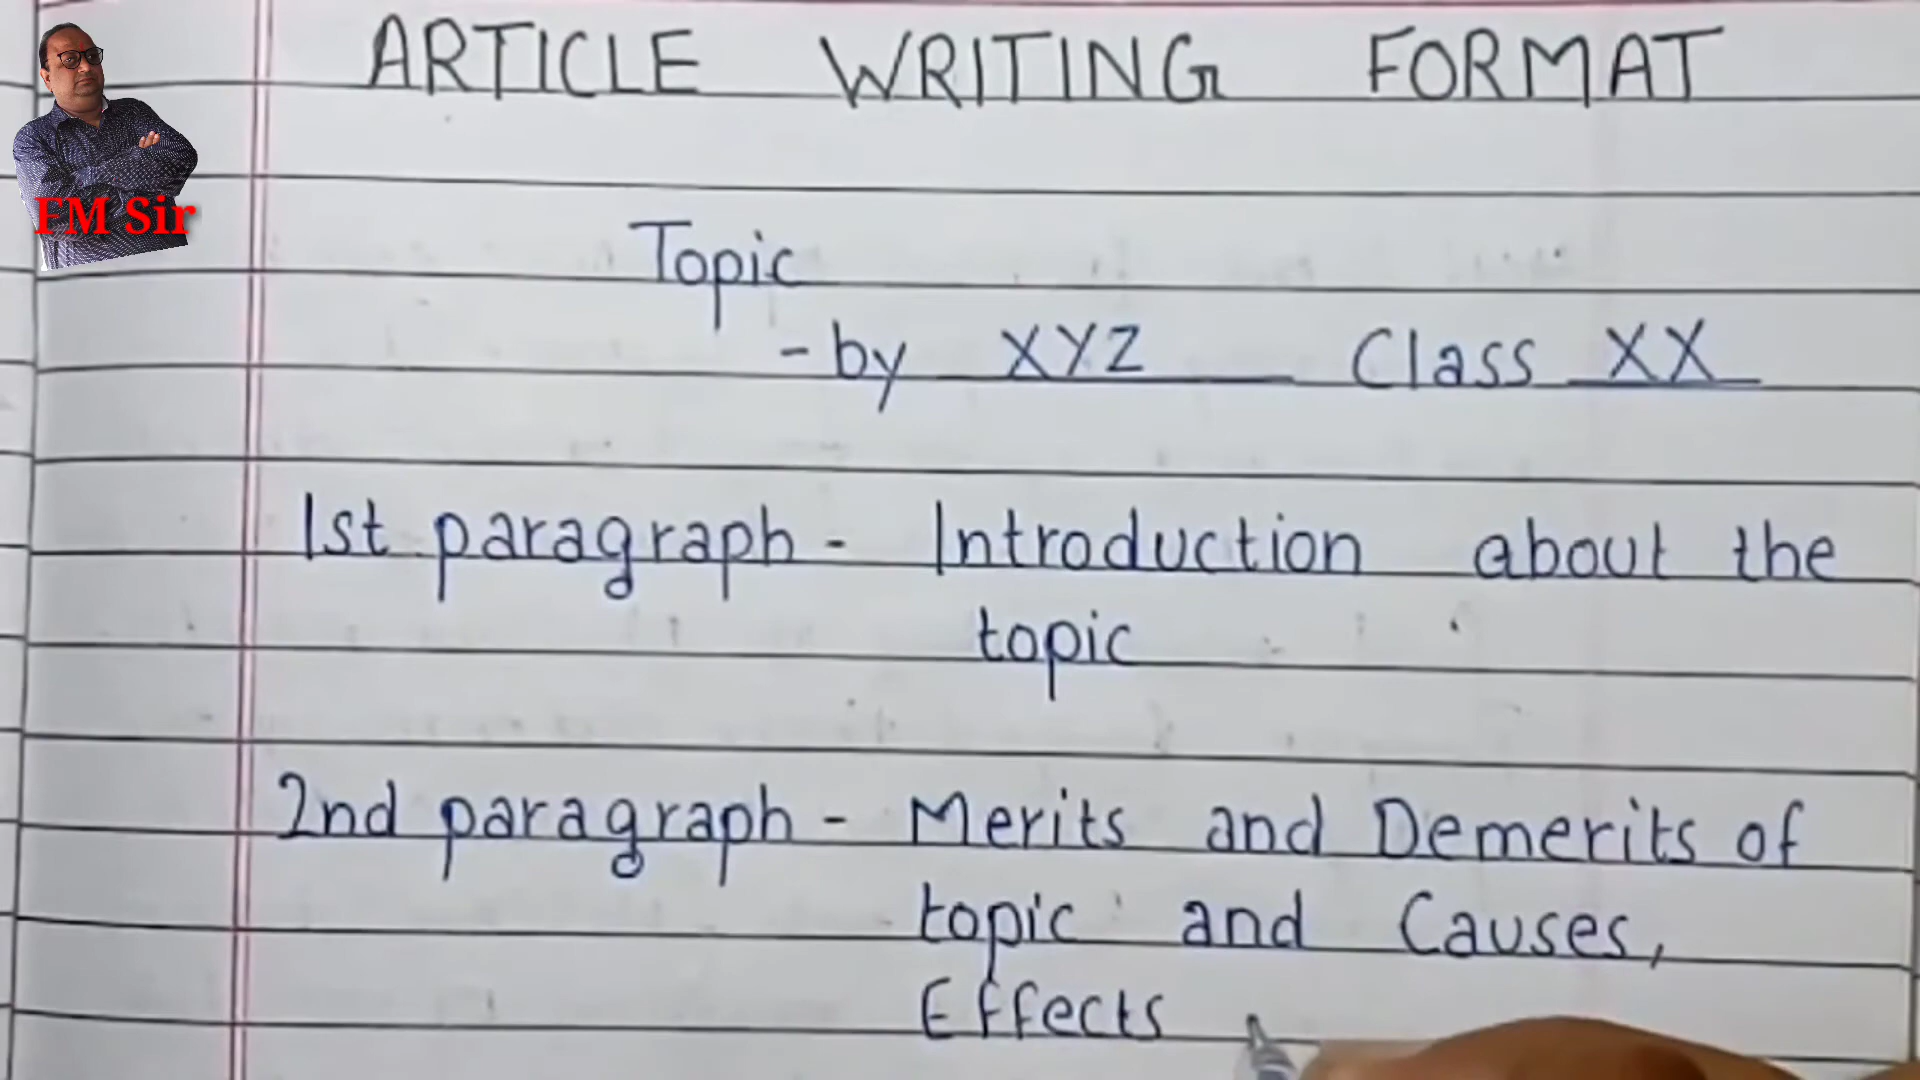 ARTICLE WRITING FORMAT
FM Sir
Topic
- by XYZ Class XX
1st paragraph - Introduction about the
topic
2nd paragraph - Merits and Demerits of
topic and Causes,
Effects